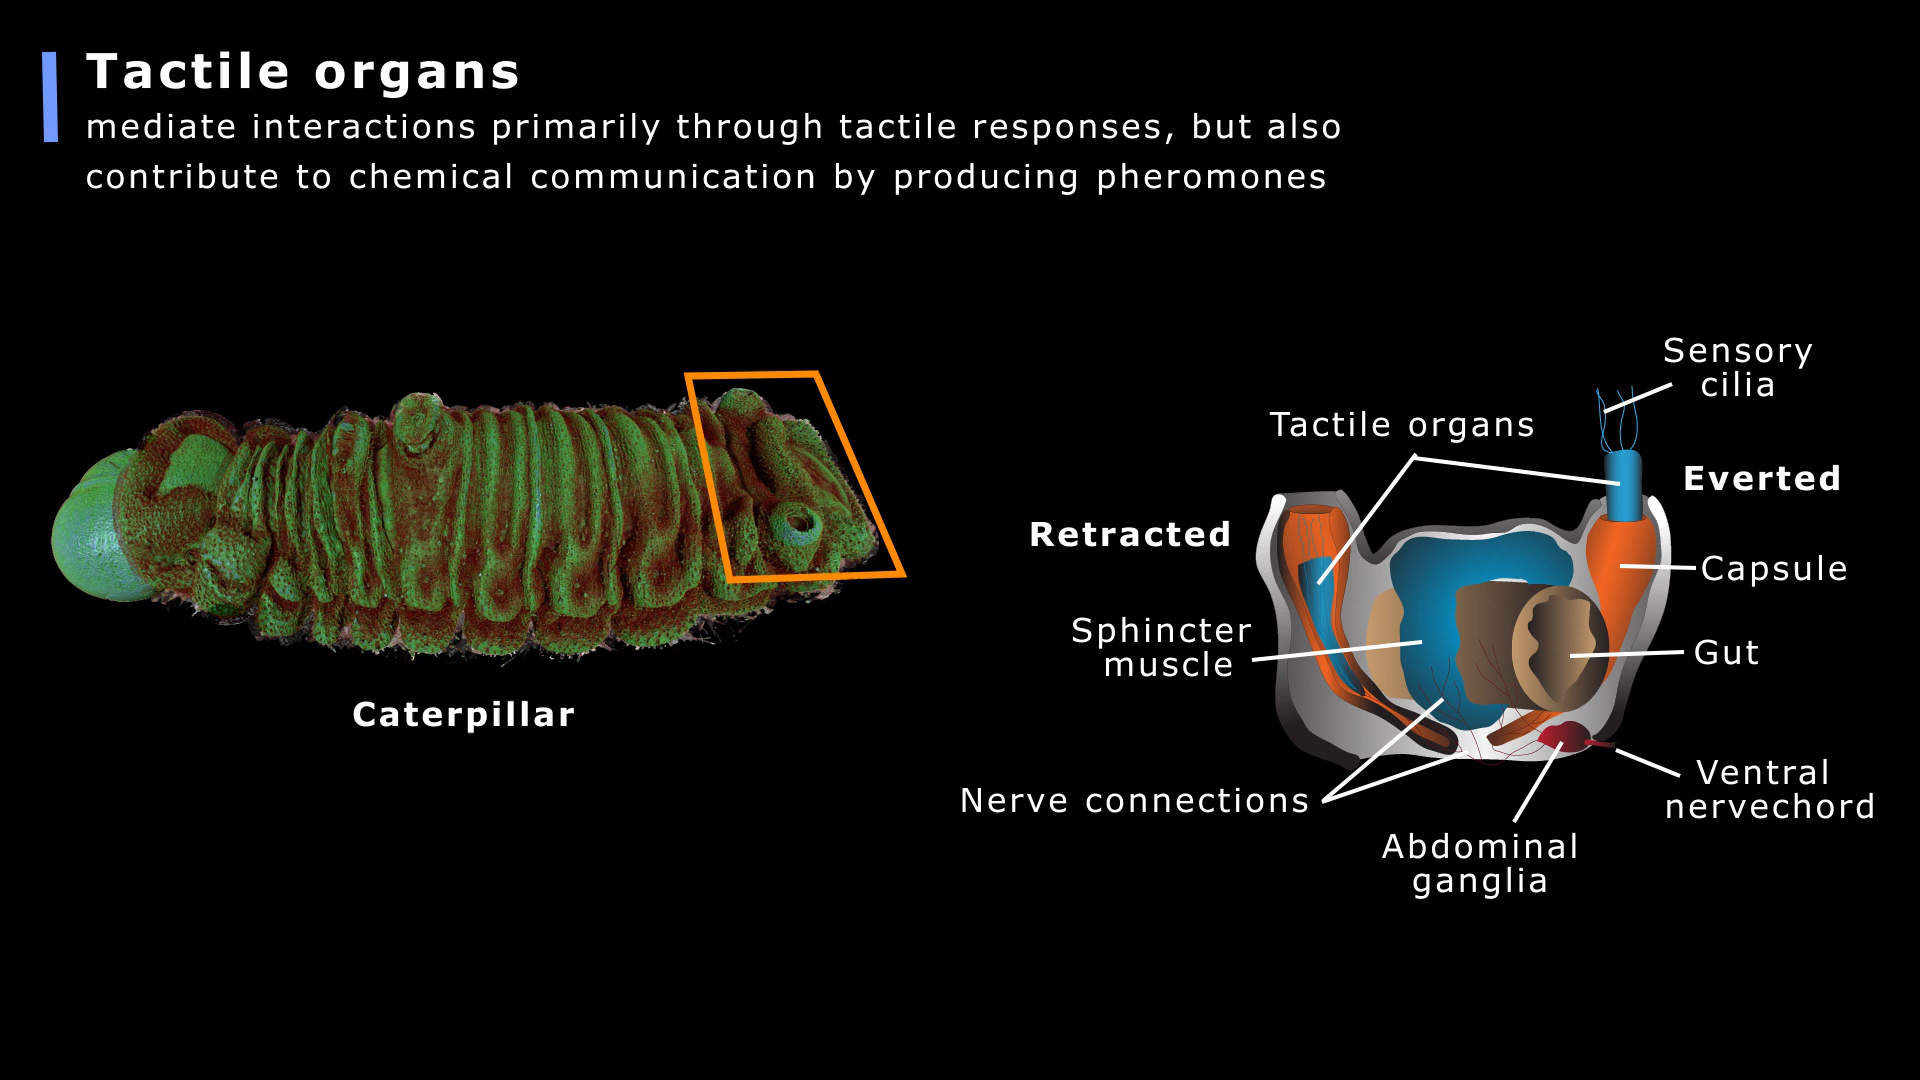 Tactile organs
mediate interactions primarily through tactile responses, but also
contribute to chemical communication by producing pheromones
Caterpillar
Sensory
cilia
Tactile organs
Everted
Retracted
Capsule
Sphincter
muscle
Gut
Nerve connections
Ventral
nervechord
Abdominal
ganglia